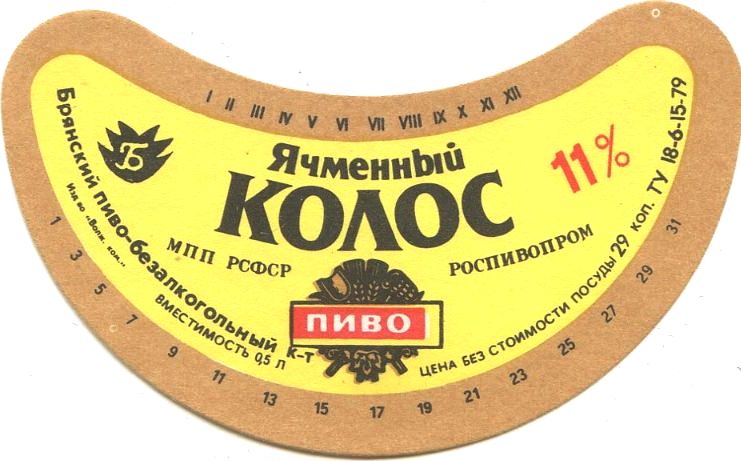 I II III IV V VI VII VIII IX X XI XII
Ячменный
КОЛОС
11%
МПП РСФСР
РОСПИВОПРОМ
ПИВО
Б
Брянский пиво-безалкогольный к-т
Изд-во «Волж. ком.»
ВМЕСТИМОСТЬ 0,5 Л
ЦЕНА БЕЗ СТОИМОСТИ ПОСУДЫ 29 КОП. ТУ 18-6-15-79
1 3 5 7 9 11 13 15 17 19 21 23 25 27 29 31